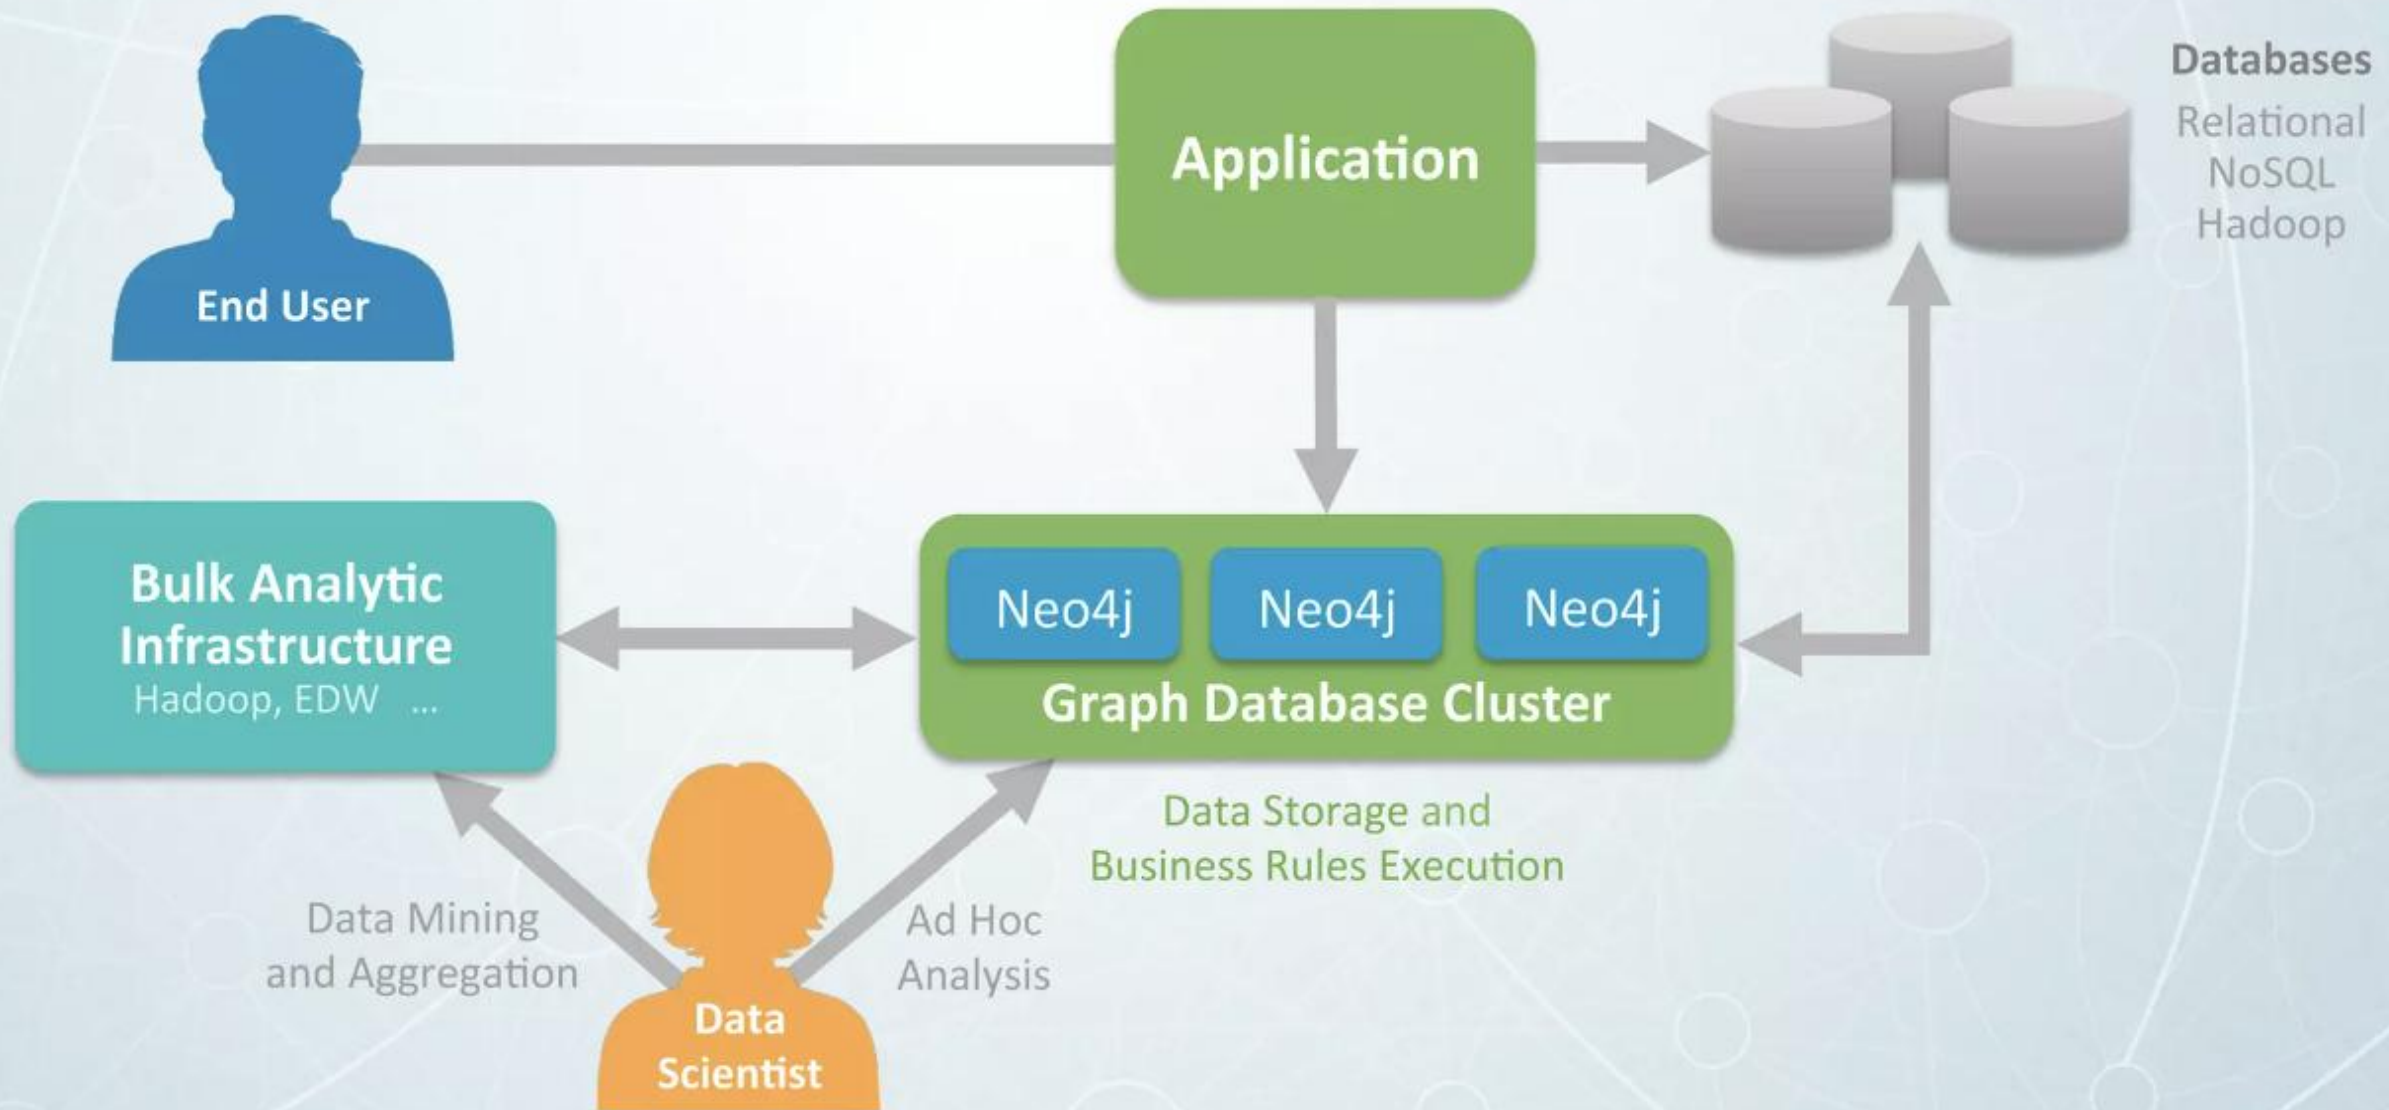 End User
Application
Databases
Relational
NoSQL
Hadoop
Bulk Analytic
Infrastructure
Hadoop, EDW ...
Neo4j
Neo4j
Neo4j
Graph Database Cluster
Data Storage and
Business Rules Execution
Data Mining
and Aggregation
Ad Hoc
Analysis
Data
Scientist